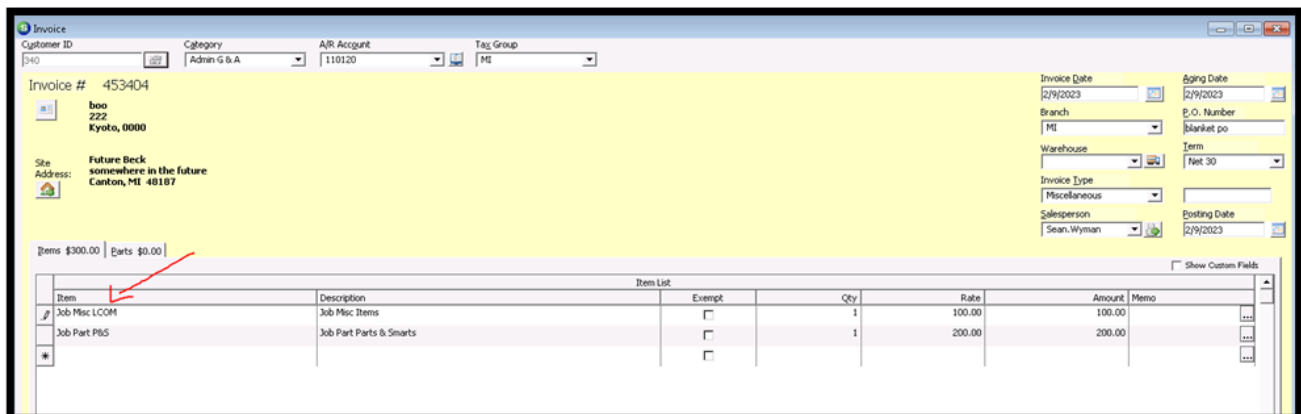 Invoice
Customer ID Category A/R Account Tax Group
340 Admin G & A 110120 MI
Invoice # 453404
boo
222
Kyoto, 0000
Site Address:
Future Beck
somewhere in the future
Canton, MI 48187
Invoice Date Aging Date
2/9/2023 2/9/2023
Branch P.O. Number
MI blanket po
Warehouse Term
Net 30
Invoice Type
Miscellaneous
Salesperson Posting Date
Sean.Wyman 2/9/2023
Items $300.00 Parts $0.00
Show Custom Fields
Item List
Item Description Exempt Qty Rate Amount Memo
Job Misc LCOM Job Misc Items 1 100.00 100.00 ...
Job Part P&S Job Part Parts & Smarts 1 200.00 200.00 ...
* ...